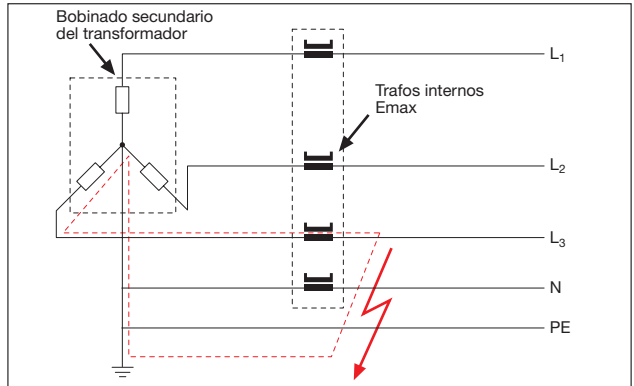 Bobinado secundario
del transformador
L1
Trafos internos
Emax
L2
L3
N
PE